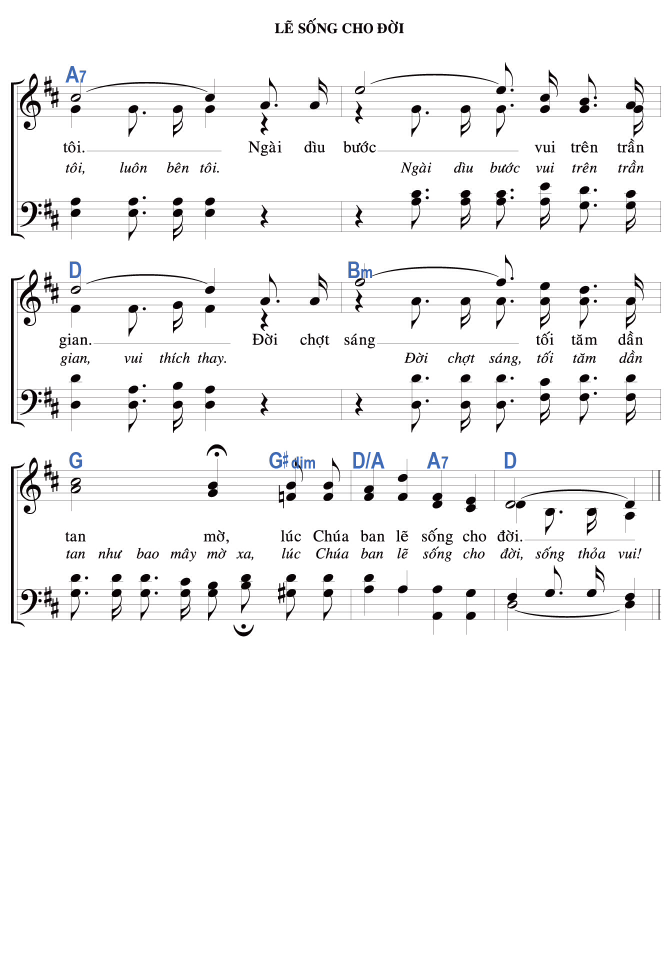 LẼ SỐNG CHO ĐỜI
A7
tôi. Ngài dìu bước vui trên trần
tôi, luôn bên tôi. Ngài dìu bước vui trên trần
D Bm
gian. Đời chợt sáng tối tăm dần
gian, vui thích thay. Đời chợt sáng, tối tăm dần
G G# dim D/A A7 D
tan mờ, lúc Chúa ban lẽ sống cho đời.
tan như bao mây mờ xa, lúc Chúa ban lẽ sống cho đời, sống thỏa vui!